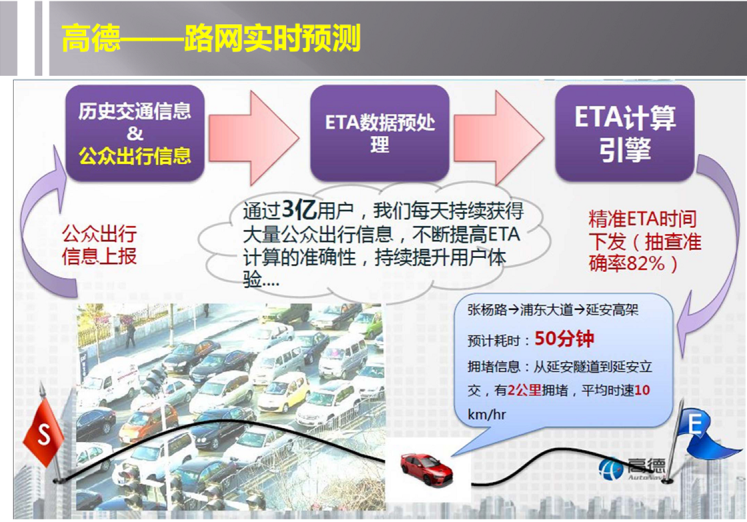 高德——路网实时预测
历史交通信息
&
公众出行信息
ETA数据预处
理
ETA计算
引擎
公众出行
信息上报
通过3亿用户，我们每天持续获得
大量公众出行信息，不断提高ETA
计算的准确性，持续提升用户体
验....
精准ETA时间
下发（抽查准
确率82%）
张杨路→浦东大道→延安高架
预计耗时：50分钟
拥堵信息：从延安隧道到延安立
交，有2公里拥堵，平均时速10
km/hr
S
E
高德
AutoNavi